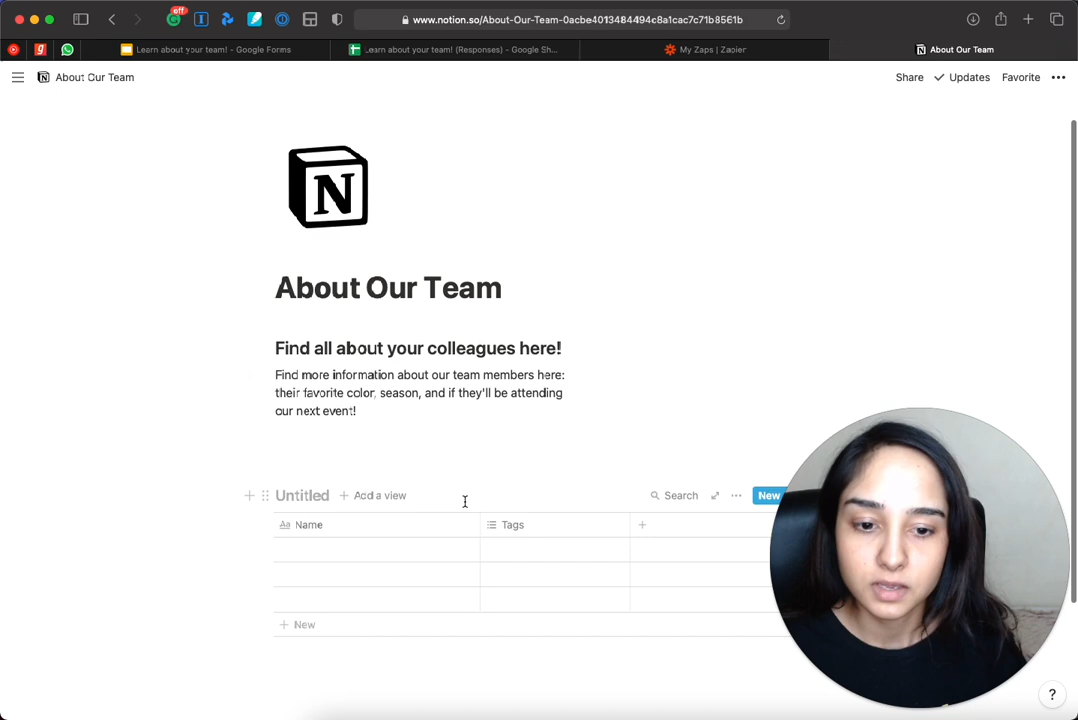 www.notion.so/About-Our-Team-0acbe4013484494c8a1cac7c71b8561b
off
Learn about your team! - Google Forms
Learn about your team! (Responses) - Google Sh...
My Zaps | Zapier
About Our Team
About Our Team
Share
Updates
Favorite
•••
N
About Our Team
Find all about your colleagues here!
Find more information about our team members here:
their favorite color, season, and if they'll be attending
our next event!
Untitled
+ Add a view
Search
New
Aa Name
Tags
+
+ New
?